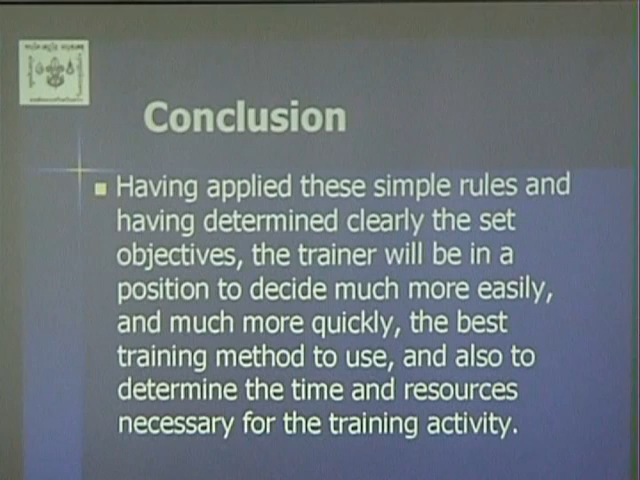 Conclusion
Having applied these simple rules and
having determined clearly the set
objectives, the trainer will be in a
position to decide much more easily,
and much more quickly, the best
training method to use, and also to
determine the time and resources
necessary for the training activity.